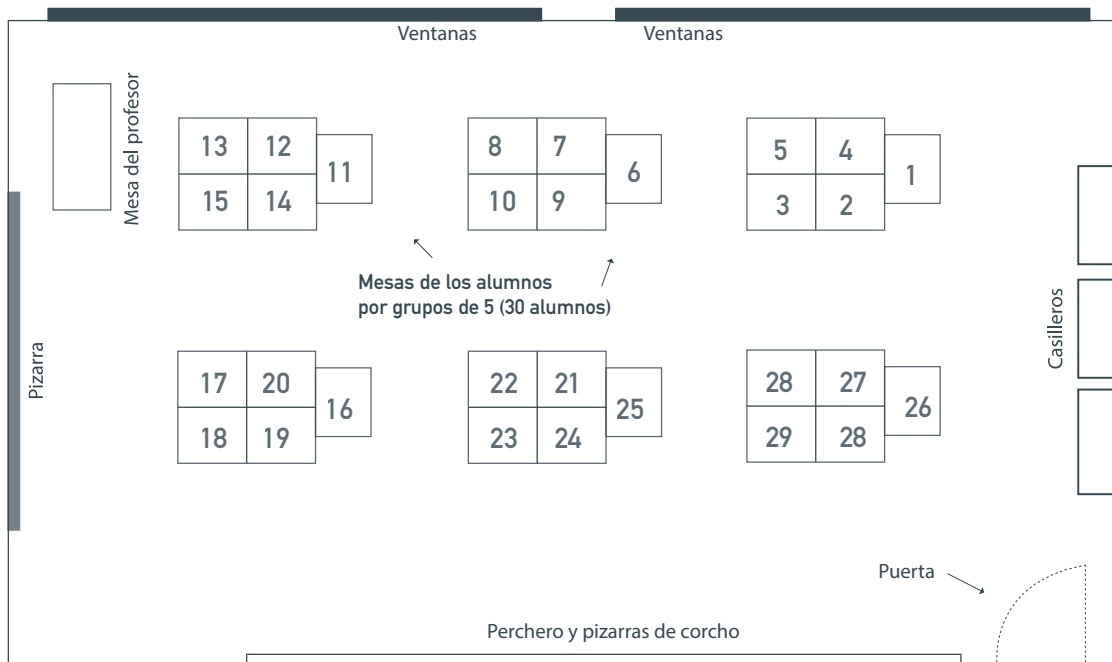 Ventanas
Ventanas
Mesa del profesor
13 12
11
15 14
8 7
6
10 9
5 4
1
3 2
Mesas de los alumnos
por grupos de 5 (30 alumnos)
Pizarra
Casilleros
17 20
16
18 19
22 21
25
23 24
28 27
26
29 28
Puerta
Perchero y pizarras de corcho